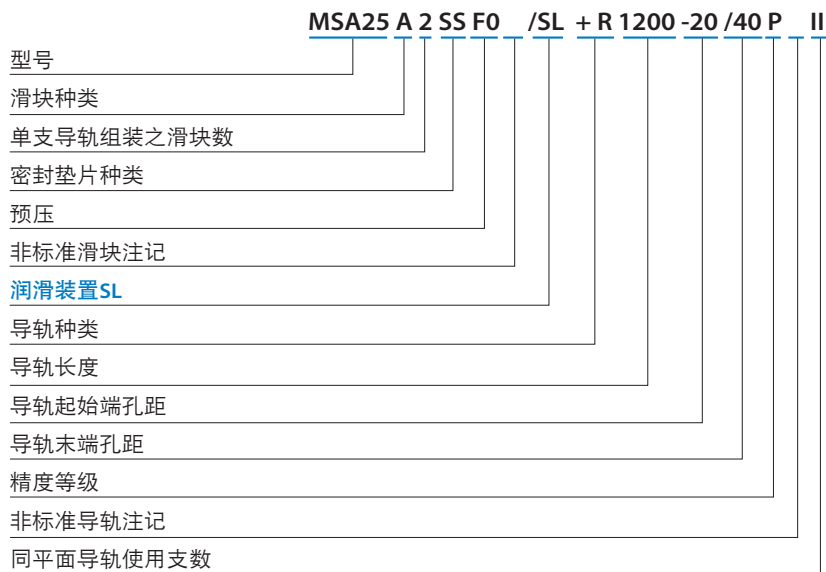 MSA25 A 2 SS F0 /SL + R 1200 -20 /40 P II
型号
滑块种类
单支导轨组装之滑块数
密封垫片种类
预压
非标准滑块注记
润滑装置SL
导轨种类
导轨长度
导轨起始端孔距
导轨末端孔距
精度等级
非标准导轨注记
同平面导轨使用支数